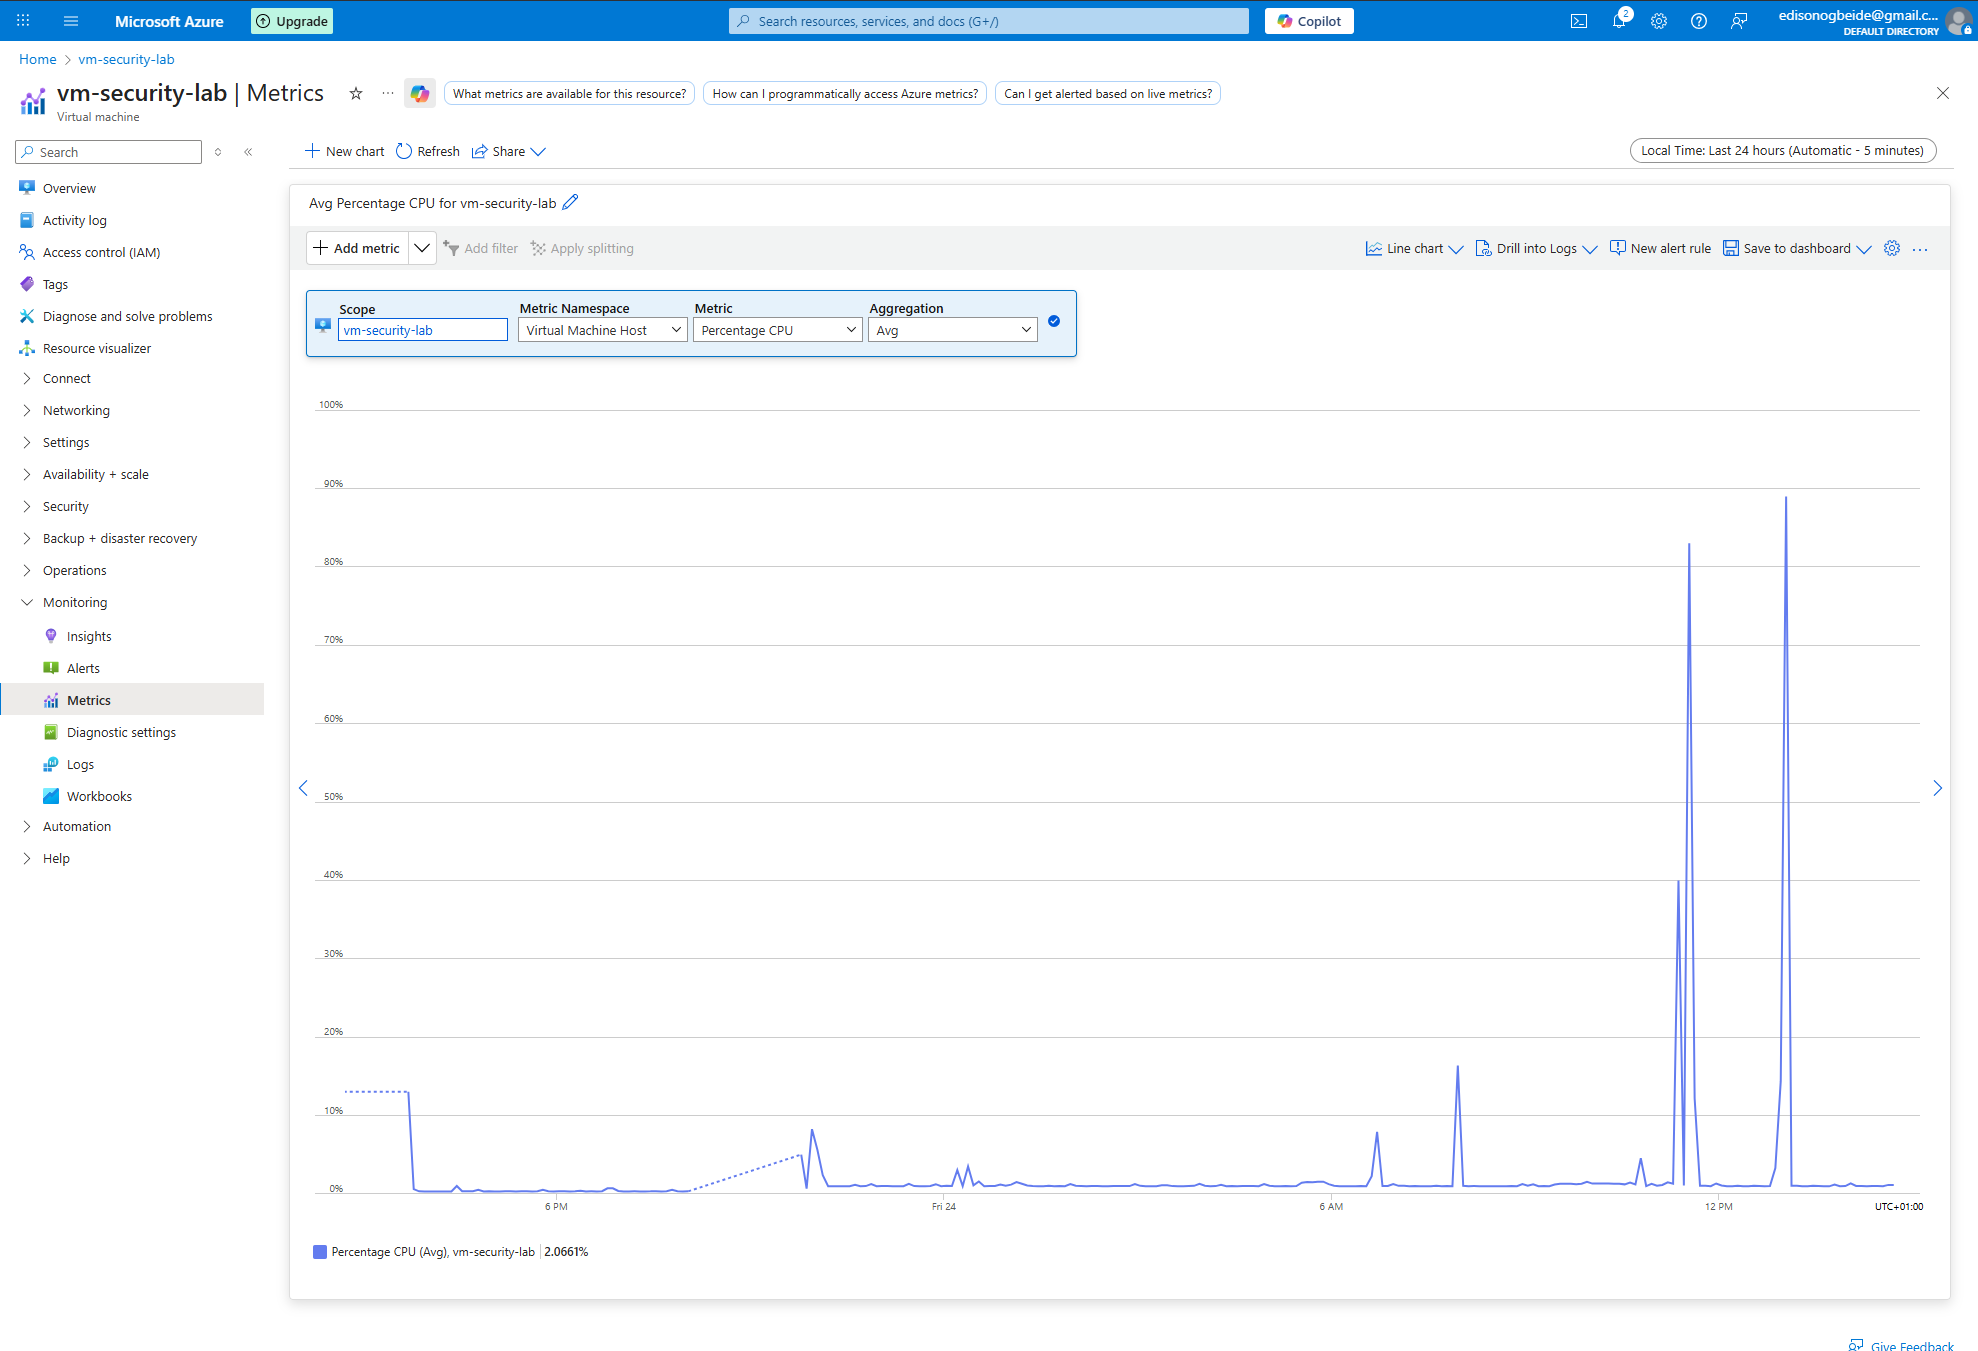 Microsoft Azure
Upgrade
Search resources, services, and docs (G+/)
Copilot
2
edisonogbeide@gmail.c...
DEFAULT DIRECTORY
Home > vm-security-lab
vm-security-lab | Metrics
Virtual machine
What metrics are available for this resource?
How can I programmatically access Azure metrics?
Can I get alerted based on live metrics?
Search
Overview
Activity log
Access control (IAM)
Tags
Diagnose and solve problems
Resource visualizer
Connect
Networking
Settings
Availability + scale
Security
Backup + disaster recovery
Operations
Monitoring
Insights
Alerts
Metrics
Diagnostic settings
Logs
Workbooks
Automation
Help
New chart
Refresh
Share
Local Time: Last 24 hours (Automatic - 5 minutes)
Avg Percentage CPU for vm-security-lab
Add metric
Add filter
Apply splitting
Line chart
Drill into Logs
New alert rule
Save to dashboard
Scope
vm-security-lab
Metric Namespace
Virtual Machine Host
Metric
Percentage CPU
Aggregation
Avg
100%
90%
80%
70%
60%
50%
40%
30%
20%
10%
0%
6 PM
Fri 24
6 AM
12 PM
UTC+01:00
Percentage CPU (Avg), vm-security-lab | 2.0661%
Give Feedback